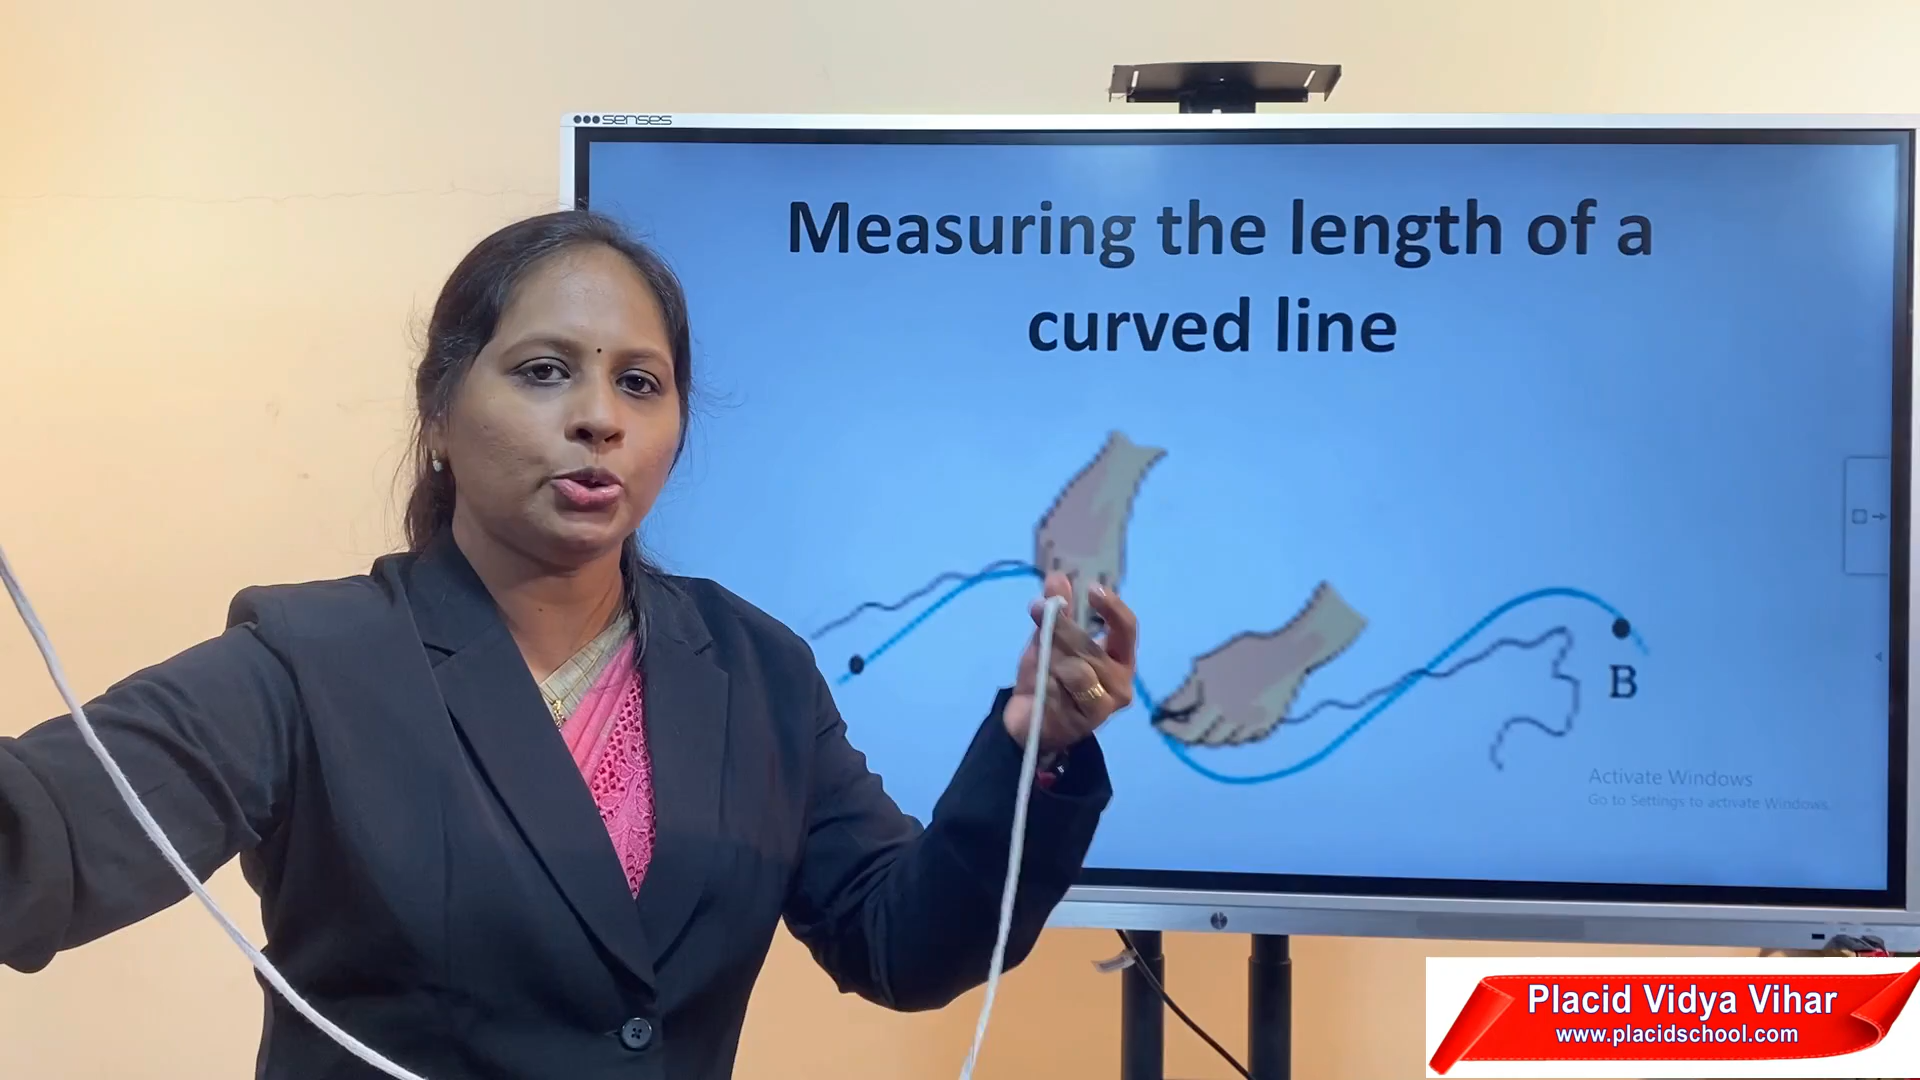 senses
Measuring the length of a
curved line
B
Activate Windows
Go to Settings to activate Windows.
Placid Vidya Vihar
www.placidschool.com